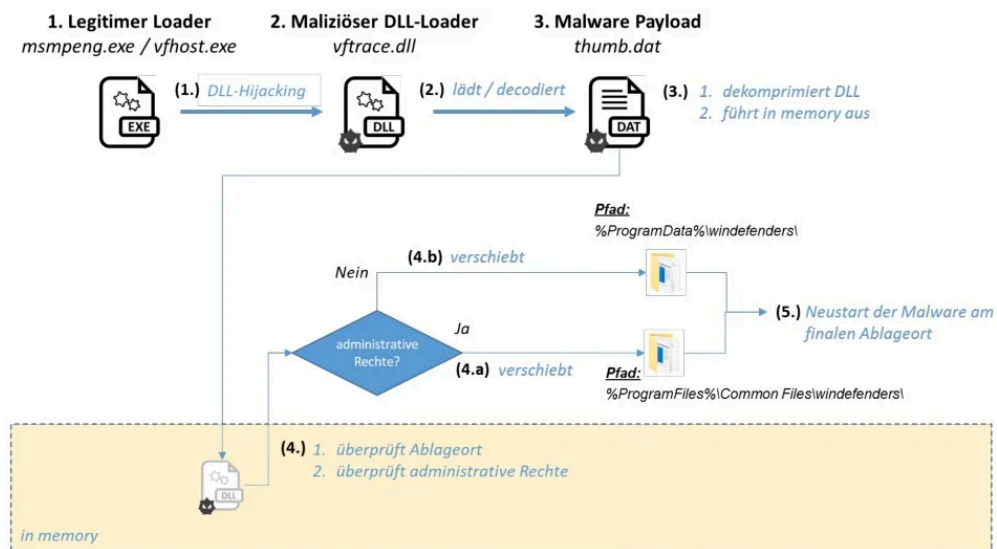 1. Legitimer Loader
msmpeng.exe / vfhost.exe
2. Maliziöser DLL-Loader
vftrace.dll
3. Malware Payload
thumb.dat
(1.) DLL-Hijacking
(2.) lädt / decodiert
(3.) 1. dekomprimiert DLL
2. führt in memory aus
EXE
DLL
DAT
Pfad:
%ProgramData%\windefenders\
(4.b) verschiebt
Nein
(5.) Neustart der Malware am
finalen Ablageort
administrative
Rechte?
Ja
(4.a) verschiebt
Pfad:
%ProgramFiles%\Common Files\windefenders\
(4.) 1. überprüft Ablageort
2. überprüft administrative Rechte
DLL
in memory